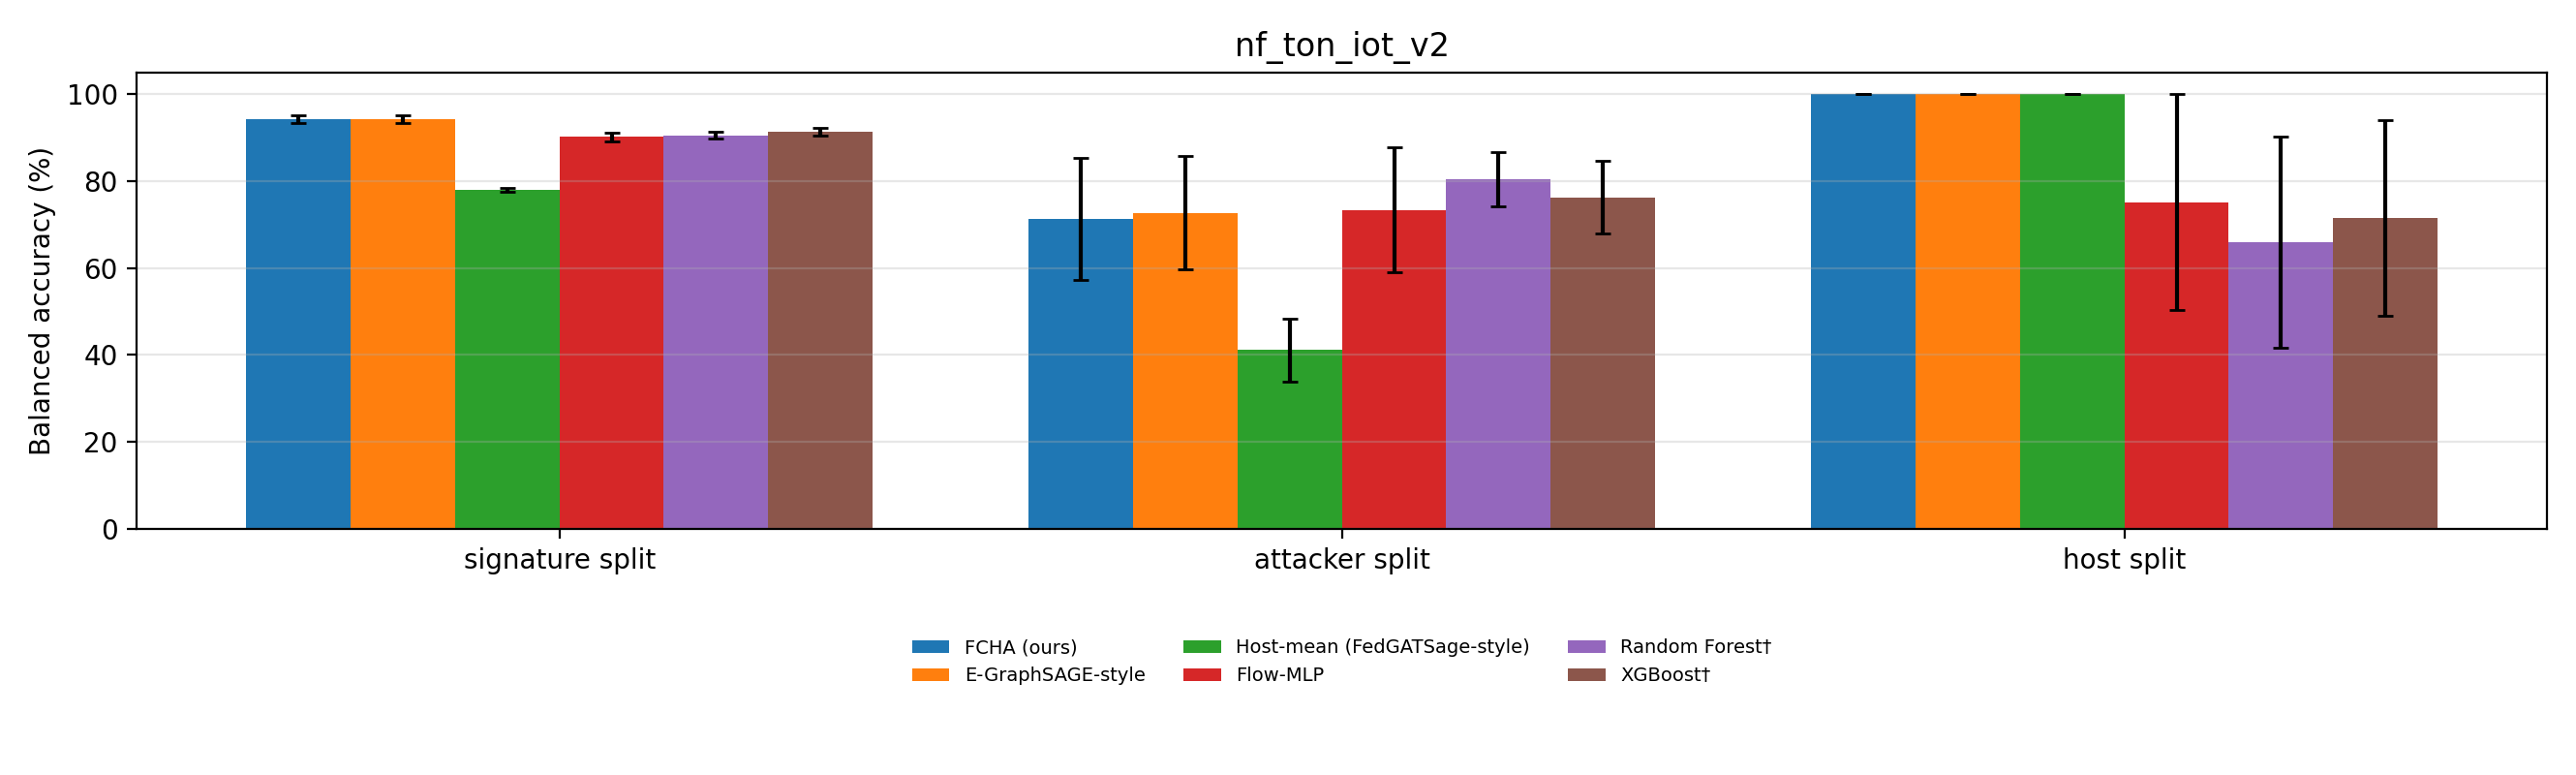 nf_ton_iot_v2
Balanced accuracy (%)
100
80
60
40
20
0
signature split
attacker split
host split
FCHA (ours)
E-GraphSAGE-style
Host-mean (FedGATSage-style)
Flow-MLP
Random Forest†
XGBoost†